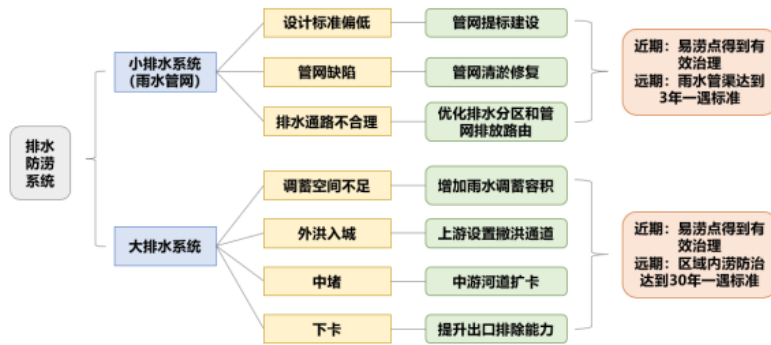 排水
防涝
系统
小排水系统
（雨水管网）
设计标准偏低
管网提标建设
管网缺陷
管网清淤修复
排水通路不合理
优化排水分区和管
网排放路由
近期：易涝点得到有
效治理
远期：雨水管渠达到
3年一遇标准
大排水系统
调蓄空间不足
增加雨水调蓄容积
外洪入城
上游设置撇洪通道
中堵
中游河道扩卡
下卡
提升出口排除能力
近期：易涝点得到有
效治理
远期：区域内涝防治
达到30年一遇标准